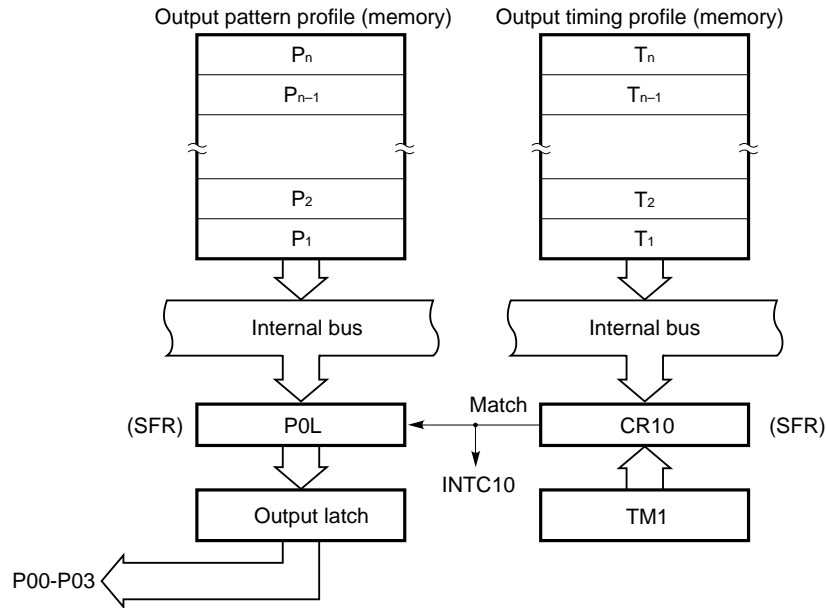 Output pattern profile (memory)
Output timing profile (memory)
Pn
Tn
Pn–1
Tn–1
P2
T2
P1
T1
Internal bus
Internal bus
(SFR)
P0L
Match
CR10
(SFR)
INTC10
Output latch
TM1
P00-P03